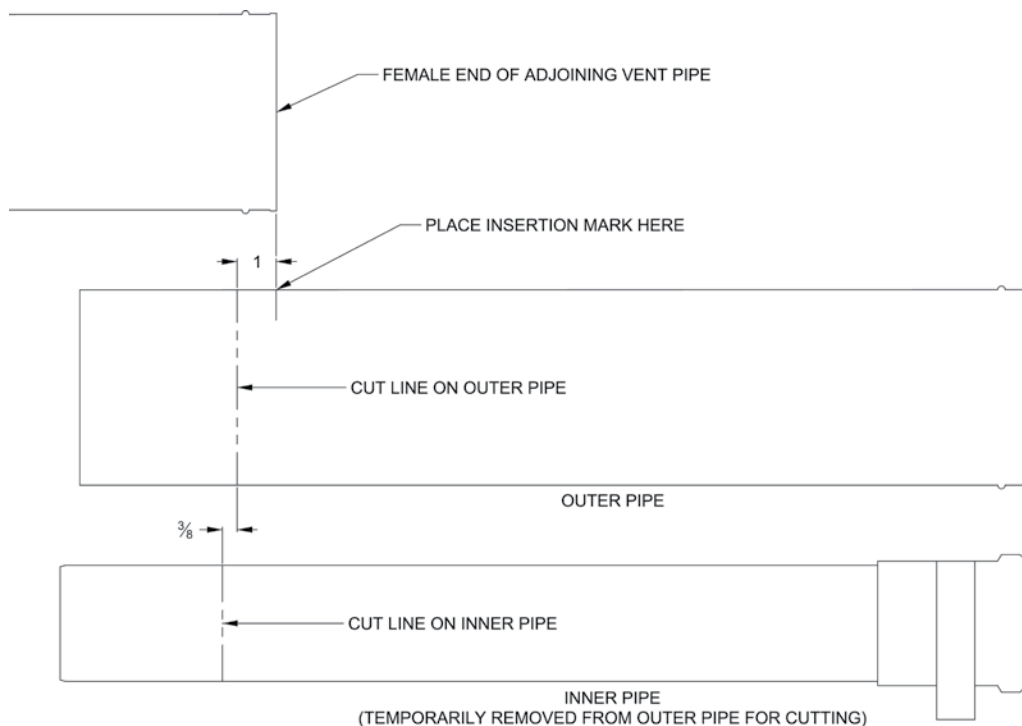 FEMALE END OF ADJOINING VENT PIPE
PLACE INSERTION MARK HERE
1
CUT LINE ON OUTER PIPE
OUTER PIPE
⅜
CUT LINE ON INNER PIPE
INNER PIPE
(TEMPORARILY REMOVED FROM OUTER PIPE FOR CUTTING)